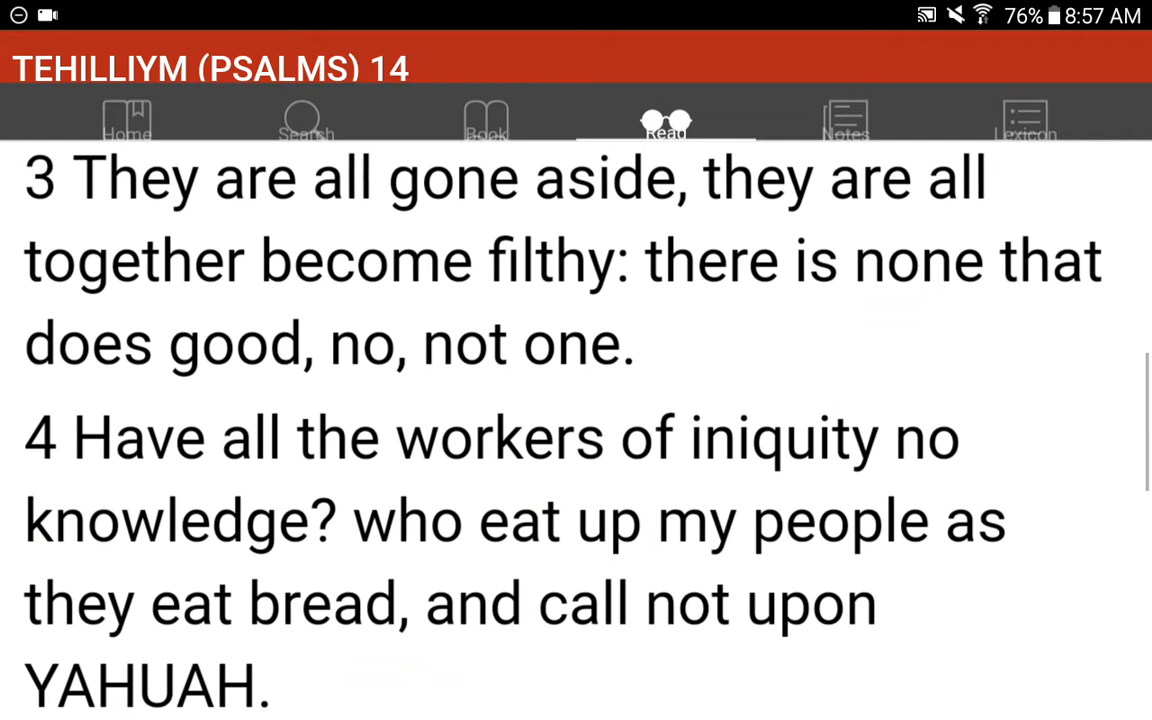 76% 8:57 AM
TEHILLIYM (PSALMS) 14
Home Search Book Read Notes Lexicon
3 They are all gone aside, they are all
together become filthy: there is none that
does good, no, not one.
4 Have all the workers of iniquity no
knowledge? who eat up my people as
they eat bread, and call not upon
YAHUAH.